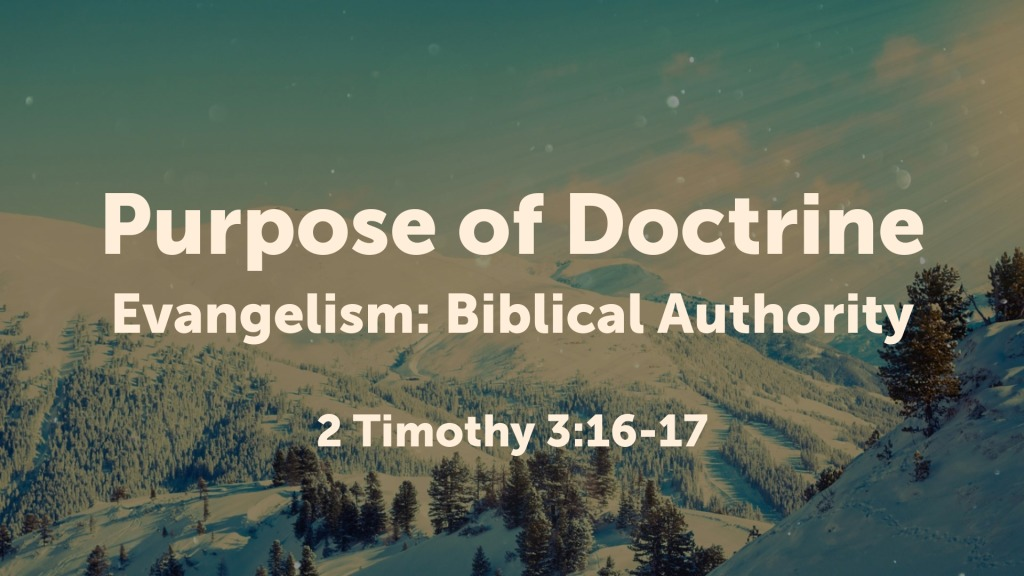 Purpose of Doctrine
Evangelism: Biblical Authority
2 Timothy 3:16-17